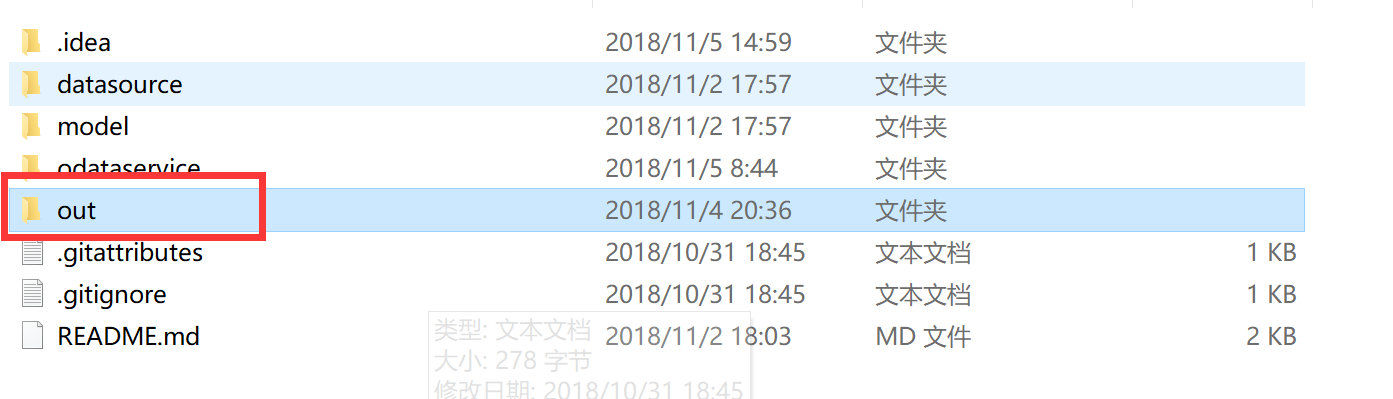 .idea 2018/11/5 14:59 文件夹
datasource 2018/11/2 17:57 文件夹
model 2018/11/2 17:57 文件夹
odataservice 2018/11/5 8:44 文件夹
out 2018/11/4 20:36 文件夹
.gitattributes 2018/10/31 18:45 文本文档 1 KB
.gitignore 2018/10/31 18:45 文本文档 1 KB
README.md 2018/11/2 18:03 MD 文件 2 KB
类型: 文本文档
大小: 278 字节
修改日期: 2018/10/31 18:45